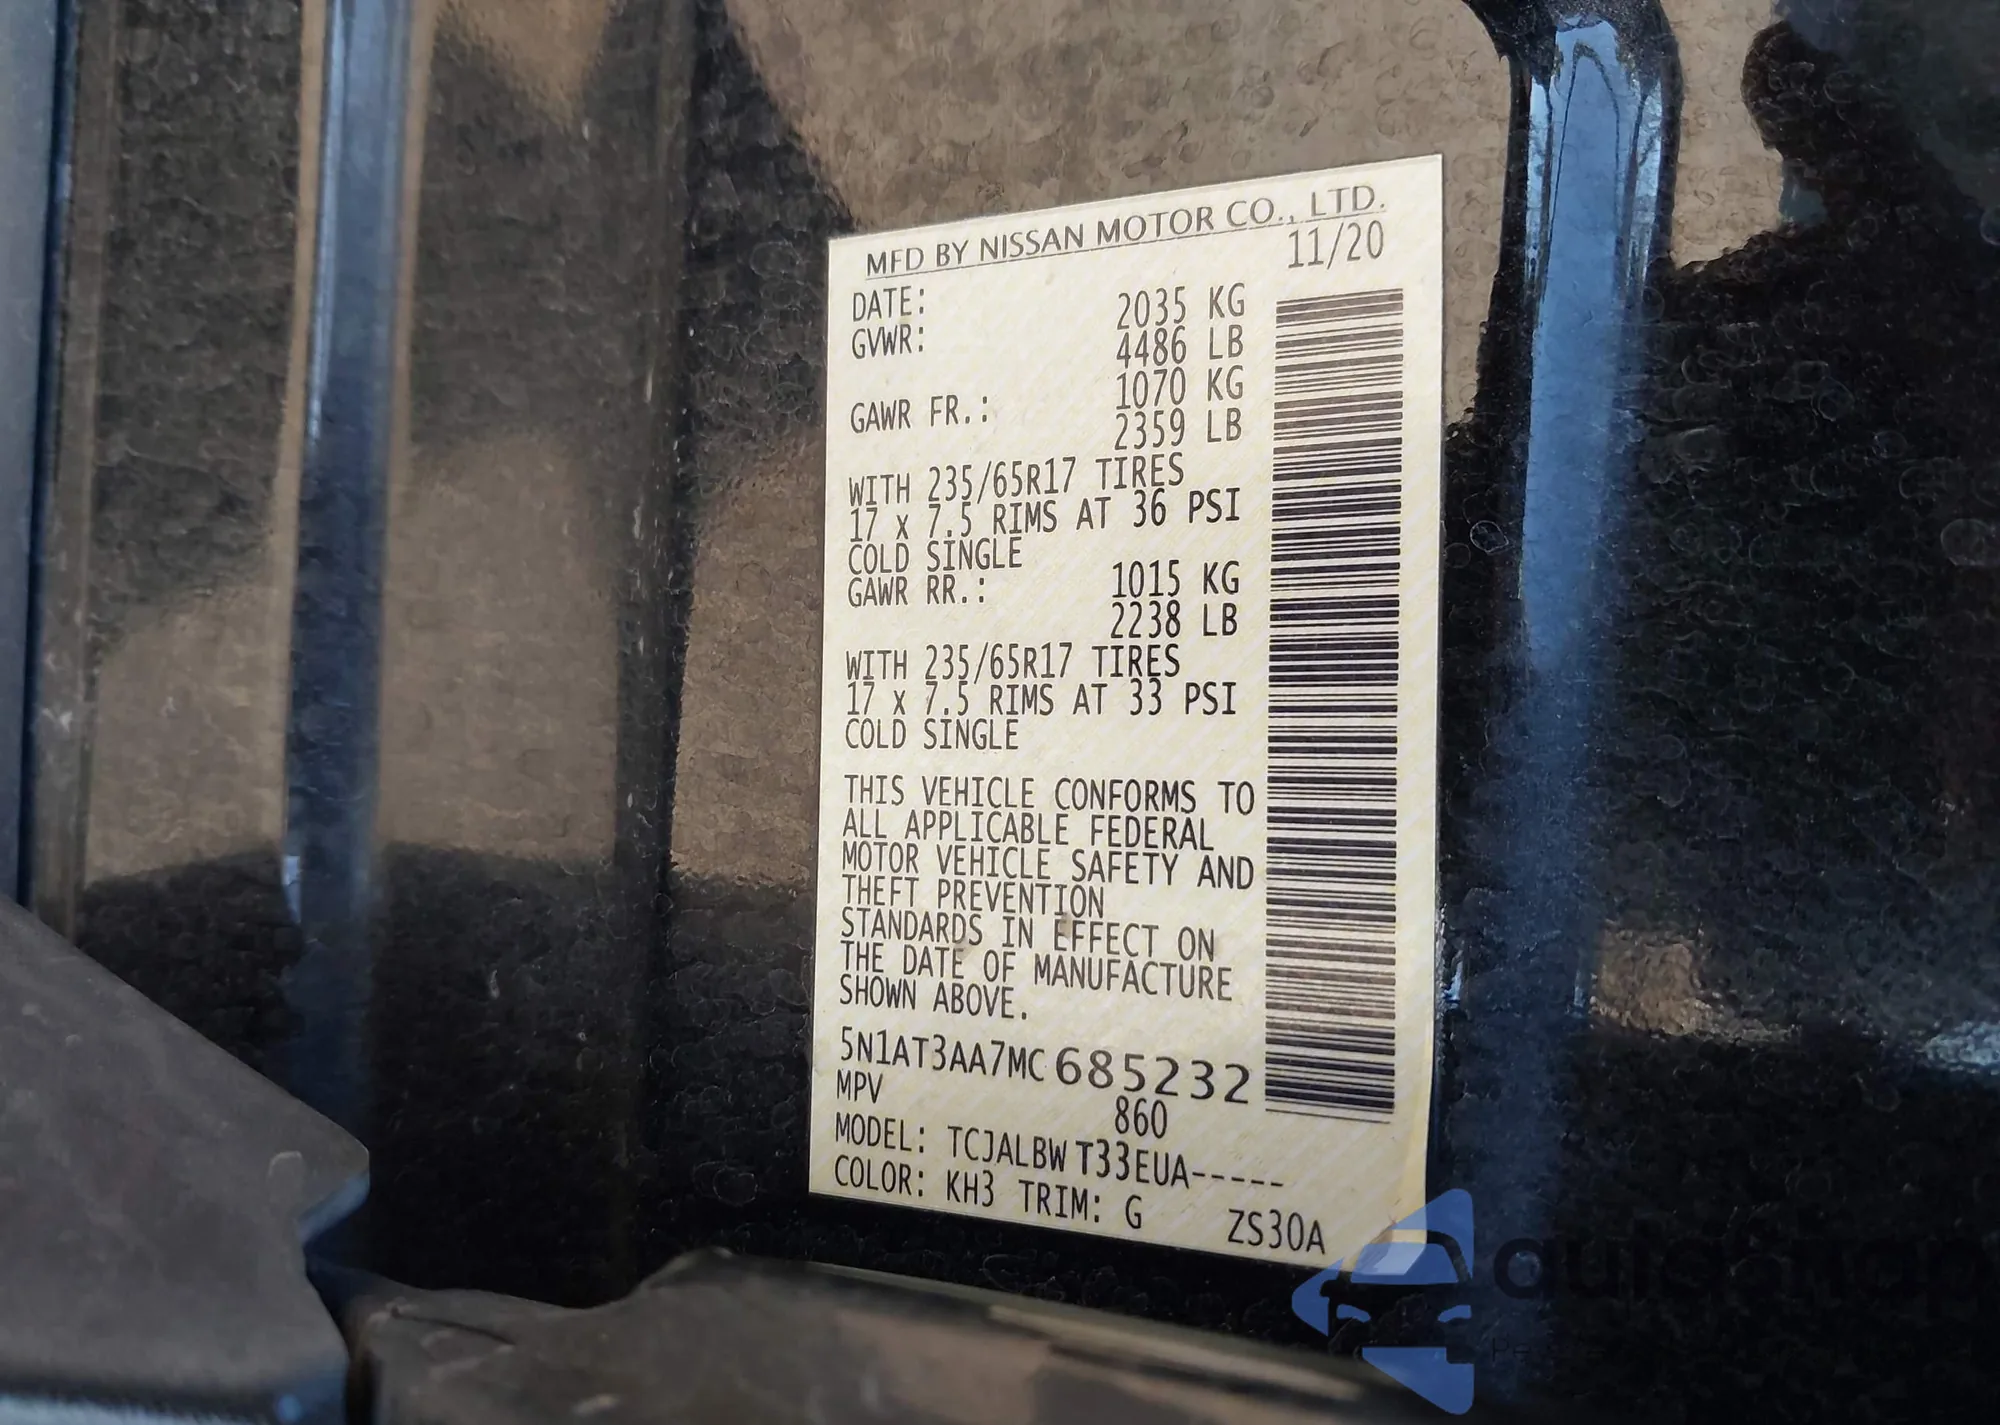 MFD BY NISSAN MOTOR CO., LTD.
DATE: 11/20
GVWR: 2035 KG
4486 LB
GAWR FR.: 1070 KG
2359 LB
WITH 235/65R17 TIRES
17 x 7.5 RIMS AT 36 PSI
COLD SINGLE
GAWR RR.: 1015 KG
2238 LB
WITH 235/65R17 TIRES
17 x 7.5 RIMS AT 33 PSI
COLD SINGLE
THIS VEHICLE CONFORMS TO
ALL APPLICABLE FEDERAL
MOTOR VEHICLE SAFETY AND
THEFT PREVENTION
STANDARDS IN EFFECT ON
THE DATE OF MANUFACTURE
SHOWN ABOVE.
5N1AT3AA7MC685232
MPV 860
MODEL: TCJALBW T33EUA-----
COLOR: KH3 TRIM: G ZS30A